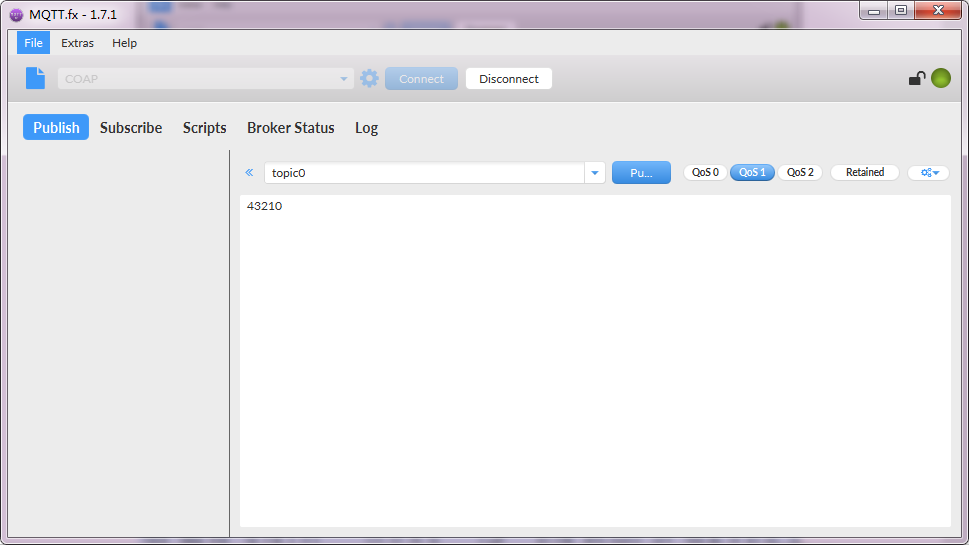 MQTT.fx - 1.7.1
File Extras Help
COAP Connect Disconnect
Publish Subscribe Scripts Broker Status Log
topic0 Pu... QoS 0 QoS 1 QoS 2 Retained
43210